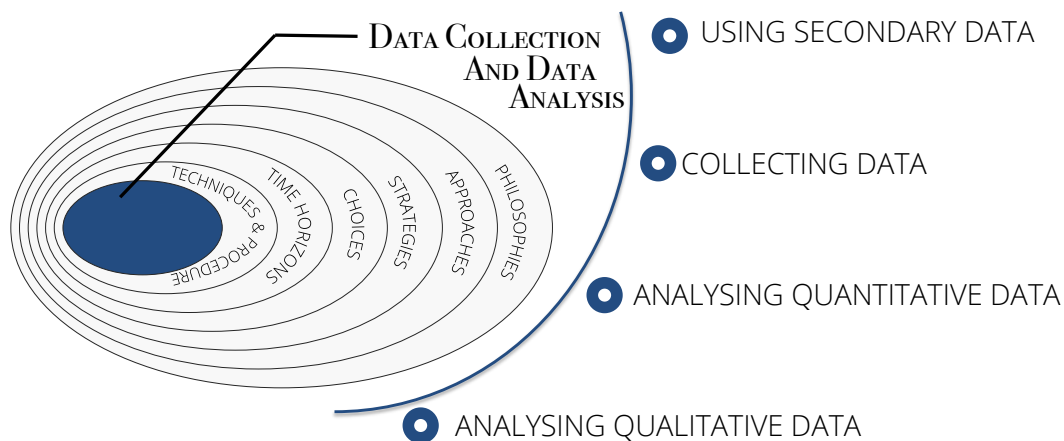 DATA COLLECTION
AND DATA
ANALYSIS
USING SECONDARY DATA
COLLECTING DATA
ANALYSING QUANTITATIVE DATA
ANALYSING QUALITATIVE DATA
TECHNIQUES & PROCEDURE
TIME HORIZONS
CHOICES
STRATEGIES
APPROACHES
PHILOSOPHIES